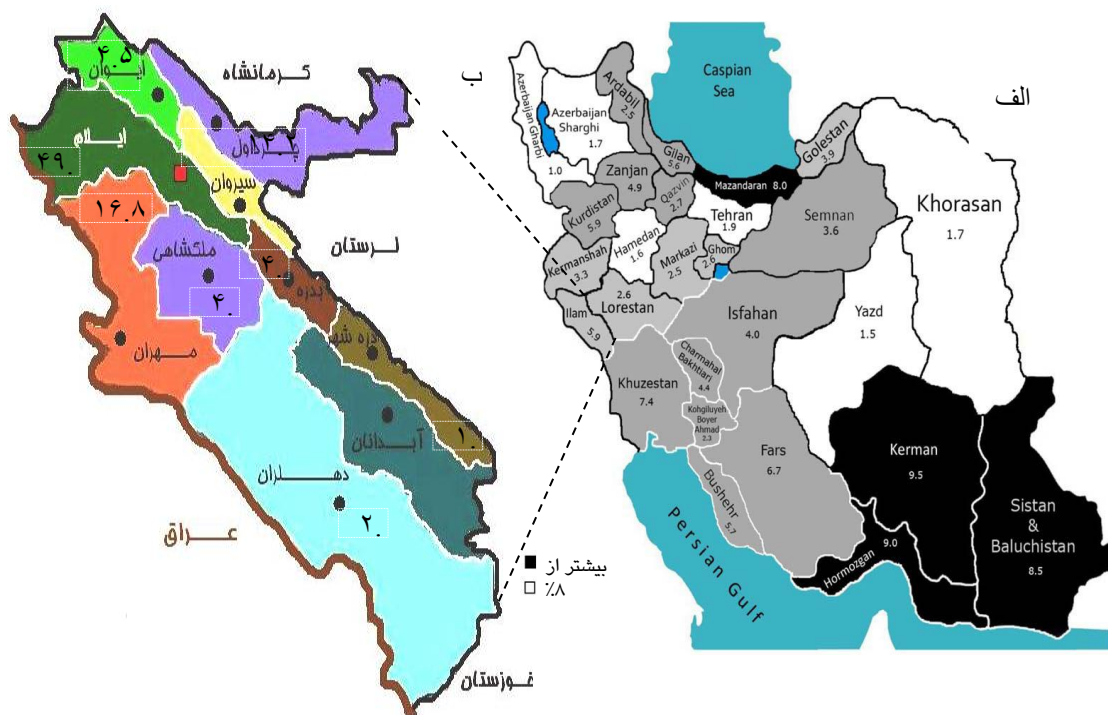 ب
کرمانشاه
۴.۵
ایوان
۱۴.۲
چرداول
ایلام
۴۹.
سیروان
۱۶.۸
لرستان
ملکشاهی
۴.
بدره
۴.
مهران
دره شهر
آبدانان
۱.
دهلران
۲.
عراق
خوزستان
الف
Caspian
Sea
Azerbaijan Gharbi
1.0
Azerbaijan
Sharghi
1.7
Ardabil
2.5
Gilan
5.6
Golestan
3.9
Zanjan
4.9
Qazvin
2.7
Mazandaran 8.0
Khorasan
1.7
Kurdistan
5.9
Hamedan
1.6
Tehran
1.9
Semnan
3.6
Markazi
2.5
Ghom
2.6
Kermanshah
3.3
2.6
Lorestan
Ilam
5.9
Isfahan
4.0
Yazd
1.5
Khuzestan
7.4
Charmahal
Bakhtiari
4.4
Kohgiluyeh
Boyer
Ahmad
2.3
Fars
6.7
Kerman
9.5
Bushehr
5.7
Sistan
&
Baluchistan
8.5
Hormozgan
9.0
Persian Gulf
بیشتر از
٪۸